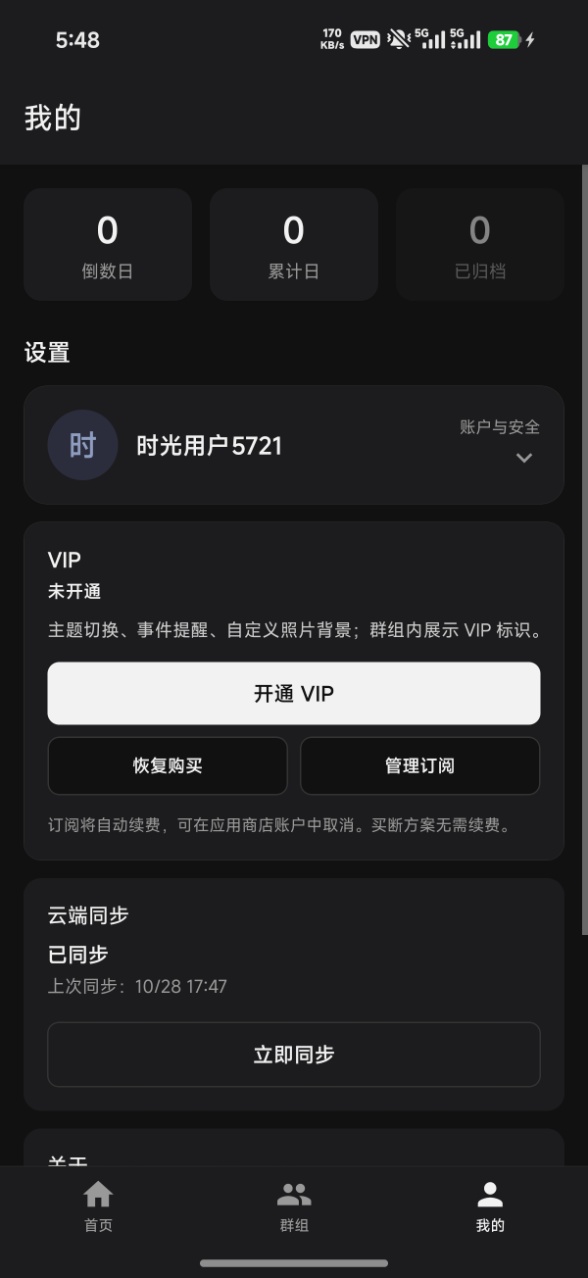 5:48
170 KB/s VPN 5G 5G 87
我的
0 0 0
倒数日 累计日 已归档
设置
账户与安全
时 时光用户5721
VIP
未开通
主题切换、事件提醒、自定义照片背景；群组内展示 VIP 标识。
开通 VIP
恢复购买 管理订阅
订阅将自动续费，可在应用商店账户中取消。买断方案无需续费。
云端同步
已同步
上次同步：10/28 17:47
立即同步
关于
首页 群组 我的